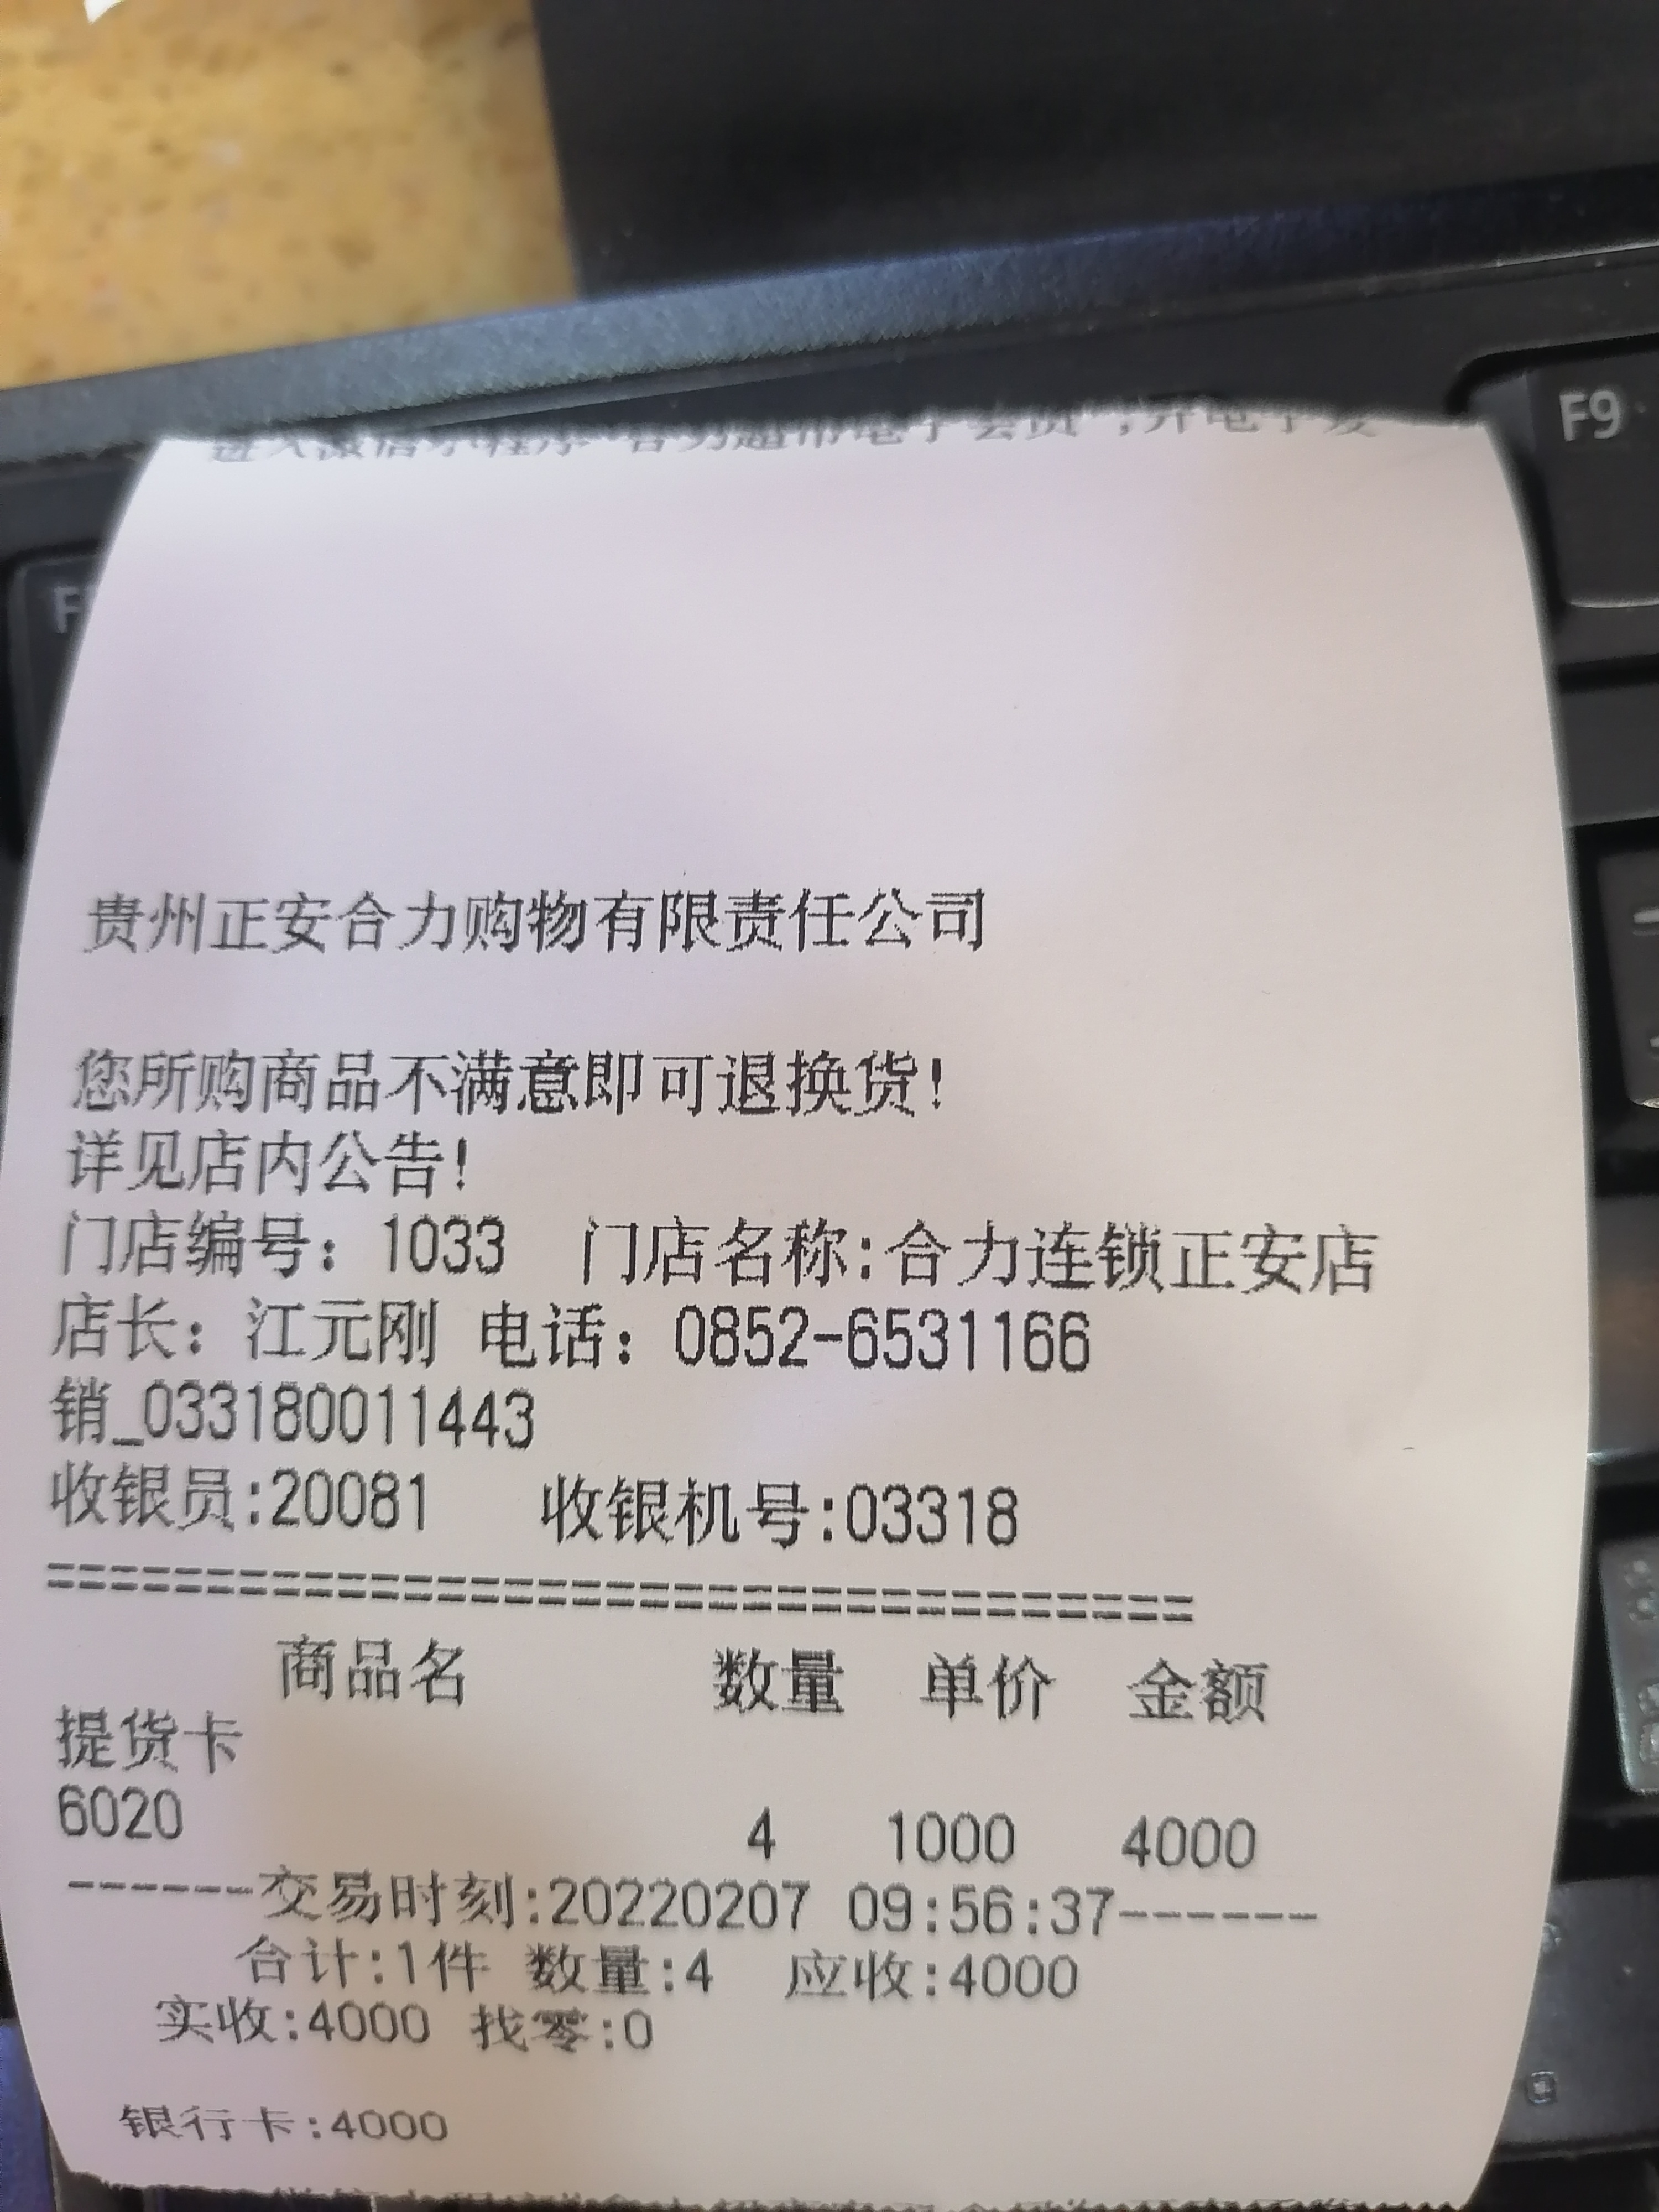 贵州正安合力购物有限责任公司
您所购商品不满意即可退换货!
详见店内公告!
门店编号: 1033 门店名称:合力连锁正安店
店长: 江元刚 电话: 0852-6531166
销_033180011443
收银员:20081 收银机号:03318
==================================
商品名 数量 单价 金额
提货卡
6020 4 1000 4000
------交易时刻:20220207 09:56:37------
合计:1件 数量:4 应收:4000
实收:4000 找零:0
银行卡:4000
F9